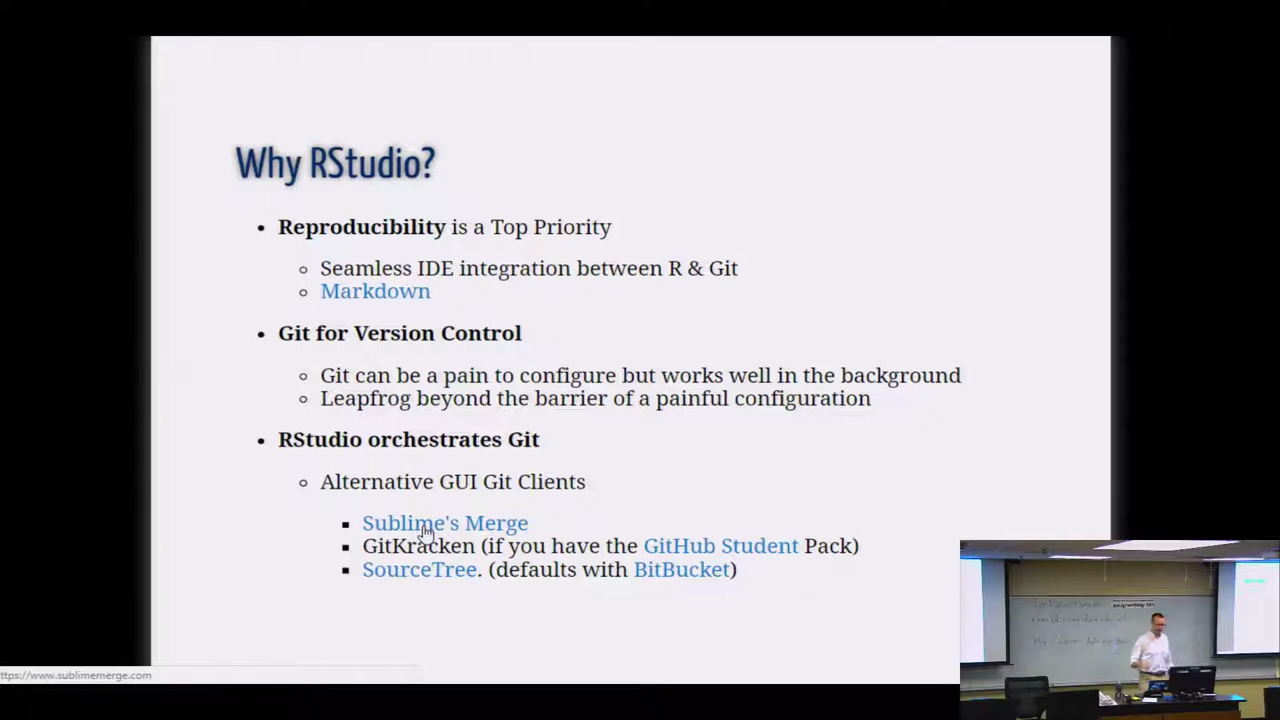 Why RStudio?
• Reproducibility is a Top Priority
◦ Seamless IDE integration between R & Git
◦ Markdown
• Git for Version Control
◦ Git can be a pain to configure but works well in the background
◦ Leapfrog beyond the barrier of a painful configuration
• RStudio orchestrates Git
◦ Alternative GUI Git Clients
▪ Sublime's Merge
▪ GitKracken (if you have the GitHub Student Pack)
▪ SourceTree. (defaults with BitBucket)
ttps://www.sublimemerge.com